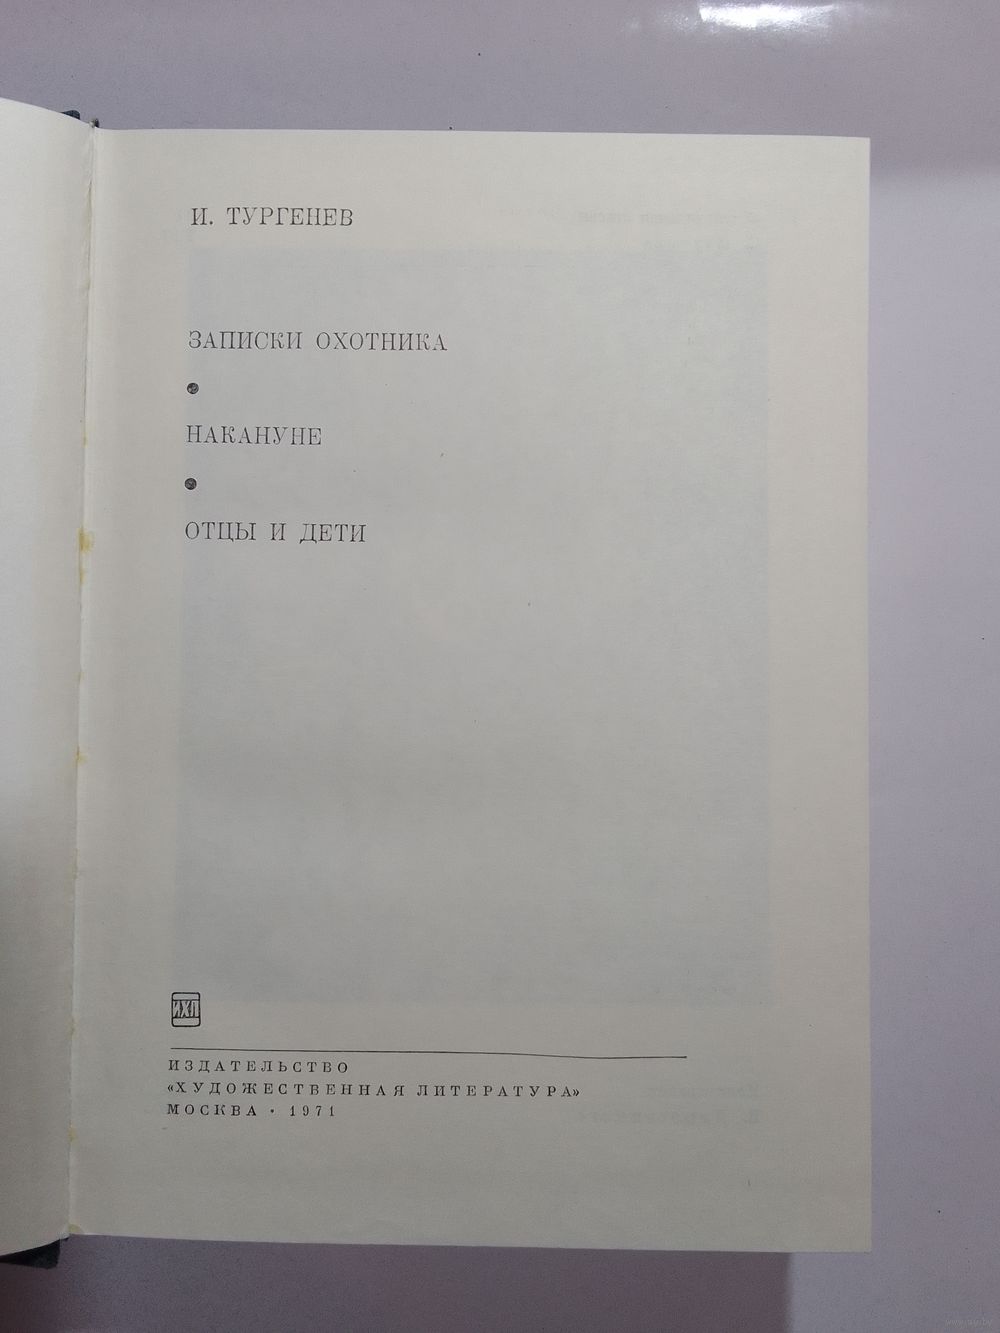 И. ТУРГЕНЕВ
ЗАПИСКИ ОХОТНИКА
•
НАКАНУНЕ
•
ОТЦЫ И ДЕТИ
ИХЛ
ИЗДАТЕЛЬСТВО
«ХУДОЖЕСТВЕННАЯ ЛИТЕРАТУРА»
МОСКВА • 1971